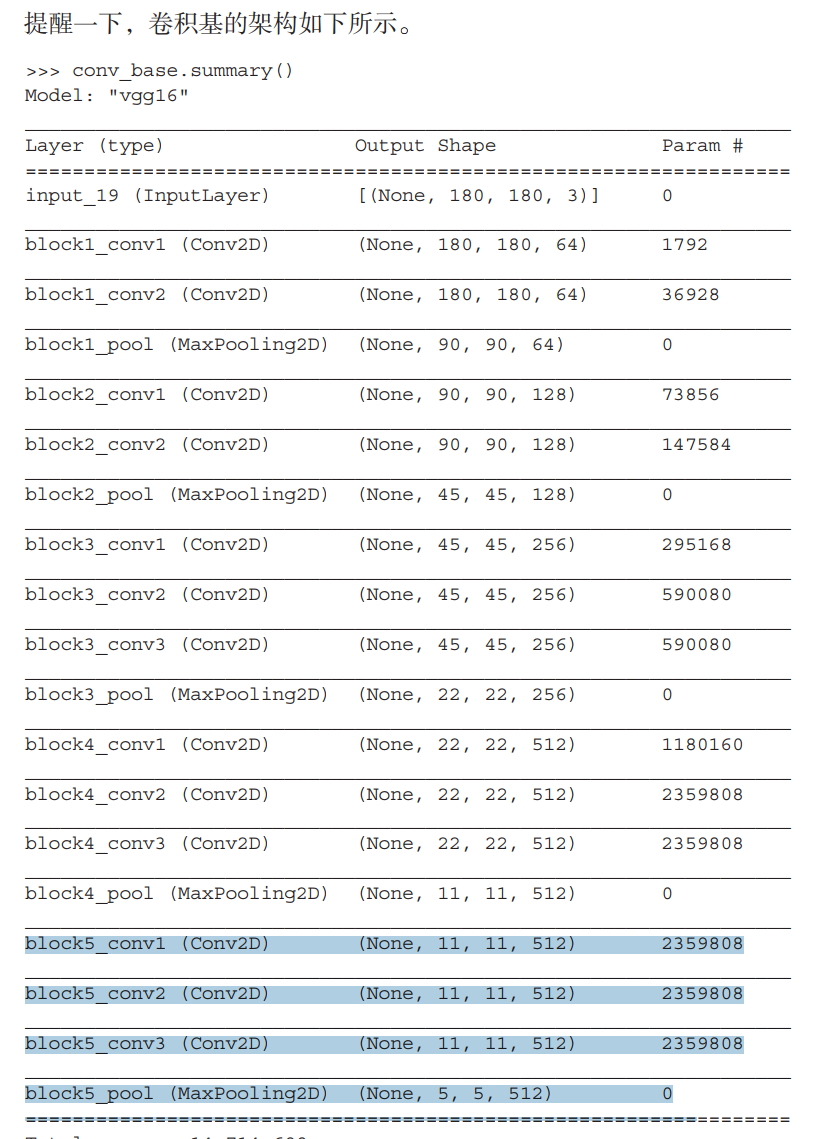 提醒一下，卷积基的架构如下所示。
>>> conv_base.summary()
Model: "vgg16"
Layer (type) Output Shape Param #
=================================================================
input_19 (InputLayer) [(None, 180, 180, 3)] 0
block1_conv1 (Conv2D) (None, 180, 180, 64) 1792
block1_conv2 (Conv2D) (None, 180, 180, 64) 36928
block1_pool (MaxPooling2D) (None, 90, 90, 64) 0
block2_conv1 (Conv2D) (None, 90, 90, 128) 73856
block2_conv2 (Conv2D) (None, 90, 90, 128) 147584
block2_pool (MaxPooling2D) (None, 45, 45, 128) 0
block3_conv1 (Conv2D) (None, 45, 45, 256) 295168
block3_conv2 (Conv2D) (None, 45, 45, 256) 590080
block3_conv3 (Conv2D) (None, 45, 45, 256) 590080
block3_pool (MaxPooling2D) (None, 22, 22, 256) 0
block4_conv1 (Conv2D) (None, 22, 22, 512) 1180160
block4_conv2 (Conv2D) (None, 22, 22, 512) 2359808
block4_conv3 (Conv2D) (None, 22, 22, 512) 2359808
block4_pool (MaxPooling2D) (None, 11, 11, 512) 0
block5_conv1 (Conv2D) (None, 11, 11, 512) 2359808
block5_conv2 (Conv2D) (None, 11, 11, 512) 2359808
block5_conv3 (Conv2D) (None, 11, 11, 512) 2359808
block5_pool (MaxPooling2D) (None, 5, 5, 512) 0
=================================================================